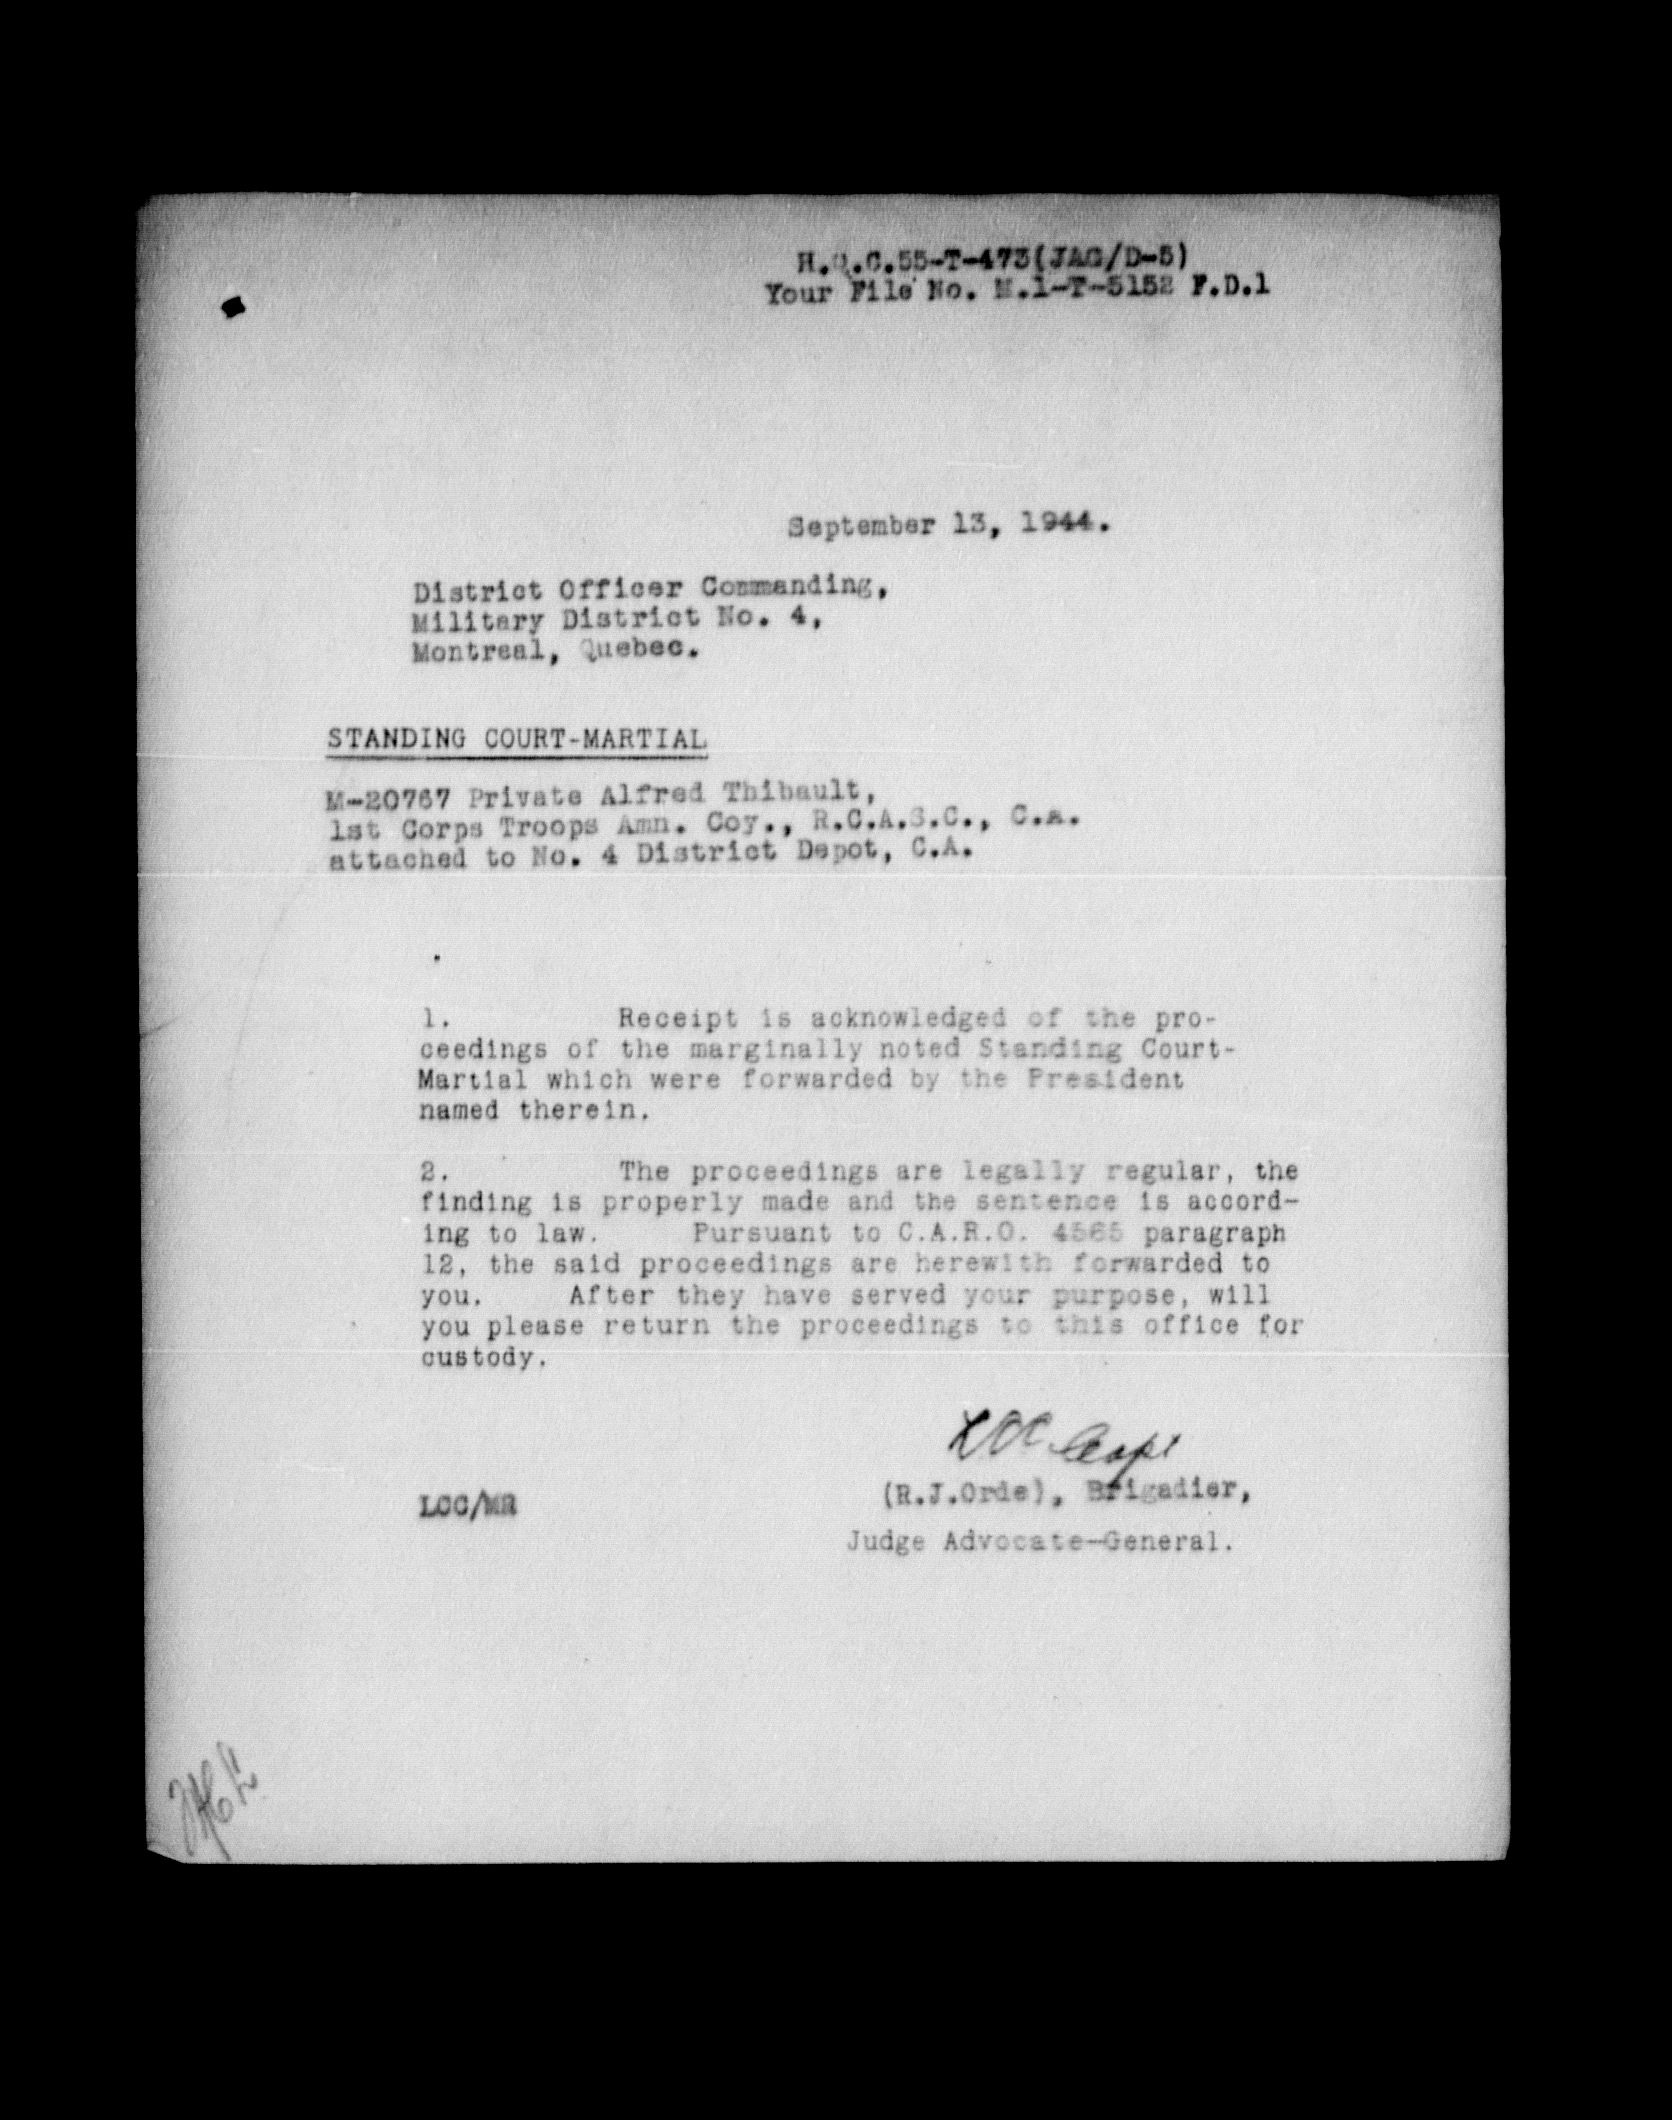 H.Q.C.55-T-473(JAG/D-5)
Your File No. M.1-T-5152 F.D.1
September 13, 1944.
District Officer Commanding,
Military District No. 4,
Montreal, Quebec.
STANDING COURT-MARTIAL
M-20767 Private Alfred Thibault,
1st Corps Troops Amn. Coy., R.C.A.S.C., C.A.
attached to No. 4 District Depot, C.A.
1. Receipt is acknowledged of the pro-
ceedings of the marginally noted Standing Court-
Martial which were forwarded by the President
named therein.
2. The proceedings are legally regular, the
finding is properly made and the sentence is accord-
ing to law. Pursuant to C.A.R.O. 4565 paragraph
12, the said proceedings are herewith forwarded to
you. After they have served your purpose, will
you please return the proceedings to this office for
custody.
(R.J.Orde), Brigadier,
LCC/MR
Judge Advocate-General.